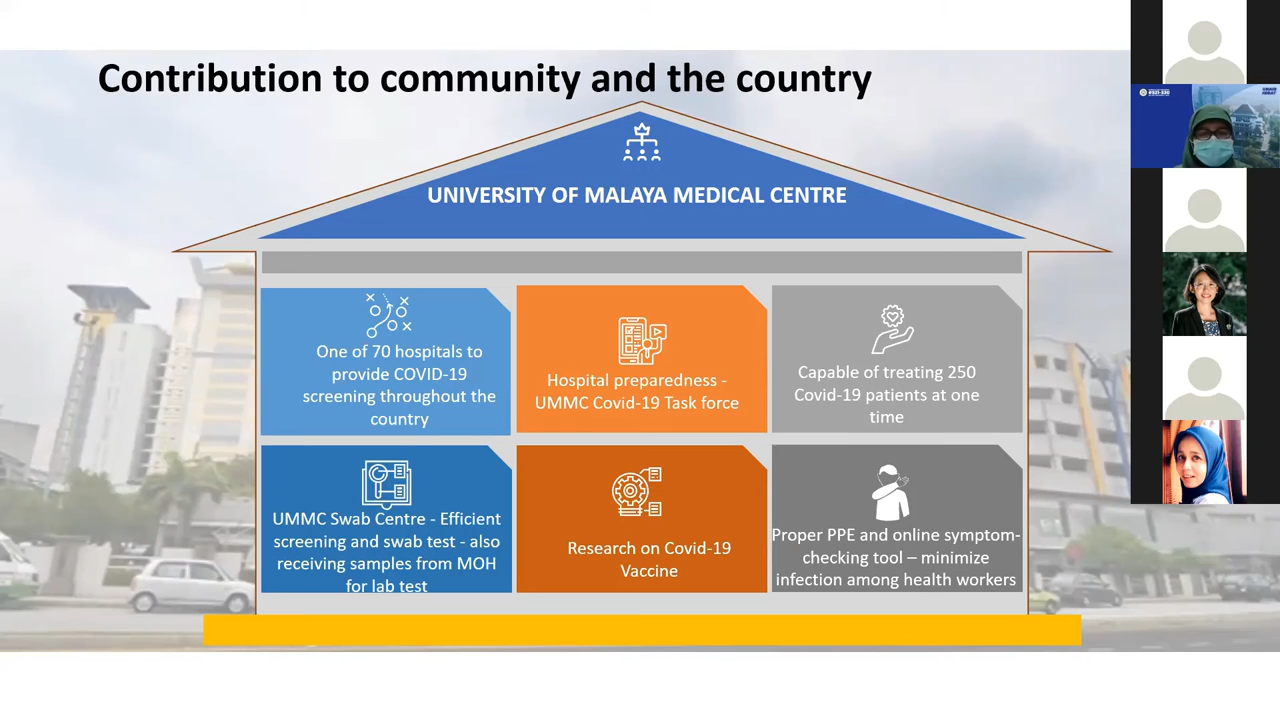 Contribution to community and the country
UNIVERSITY OF MALAYA MEDICAL CENTRE
One of 70 hospitals to
provide COVID-19
screening throughout the
country
Hospital preparedness -
UMMC Covid-19 Task force
Capable of treating 250
Covid-19 patients at one
time
UMMC Swab Centre - Efficient
screening and swab test - also
receiving samples from MOH
for lab test
Research on Covid-19
Vaccine
Proper PPE and online symptom-
checking tool – minimize
infection among health workers